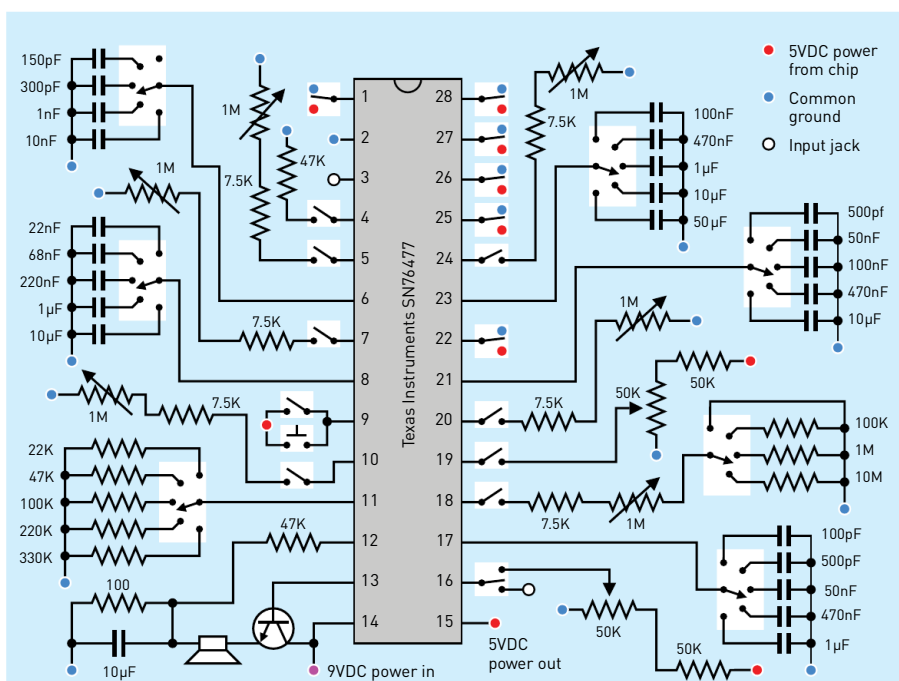 150pF
300pF
1nF
10nF
1M
22nF
68nF
220nF
1μF
10μF
7.5K
1M
7.5K
22K
47K
100K
220K
330K
47K
100
10μF
1M
47K
7.5K
Texas Instruments SN76477
1
2
3
4
5
6
7
8
9
10
11
12
13
14
28
27
26
25
24
23
22
21
20
19
18
17
16
15
9VDC power in
5VDC
power out
1M
7.5K
100nF
470nF
1μF
10μF
50μF
5VDC power
from chip
Common
ground
Input jack
500pf
50nF
100nF
470nF
10μF
1M
7.5K
50K
50K
100K
1M
10M
7.5K
1M
100pF
500pF
50nF
470nF
1μF
50K
50K